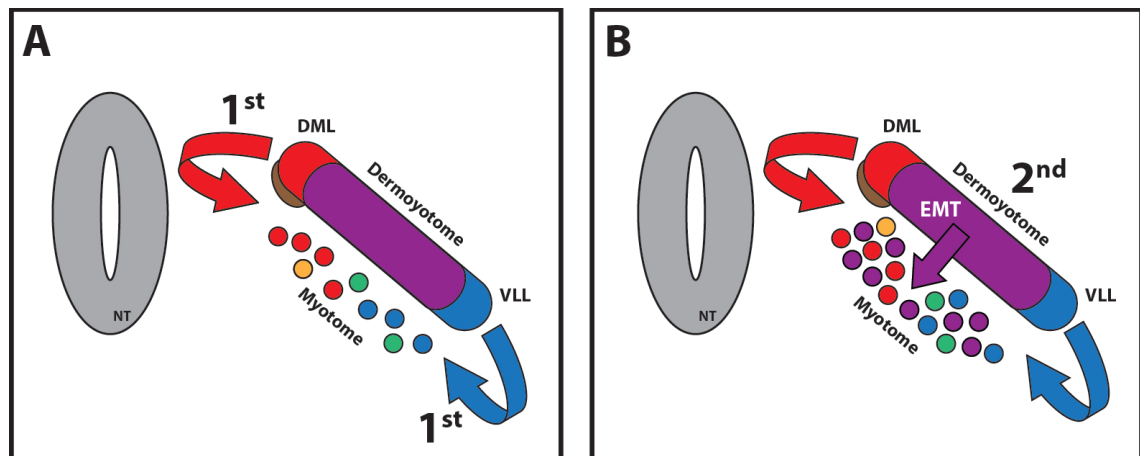 A
1st
DML
Dermoyotome
VLL
NT
Myotome
1st
B
DML
2nd
Dermoyotome
EMT
VLL
NT
Myotome